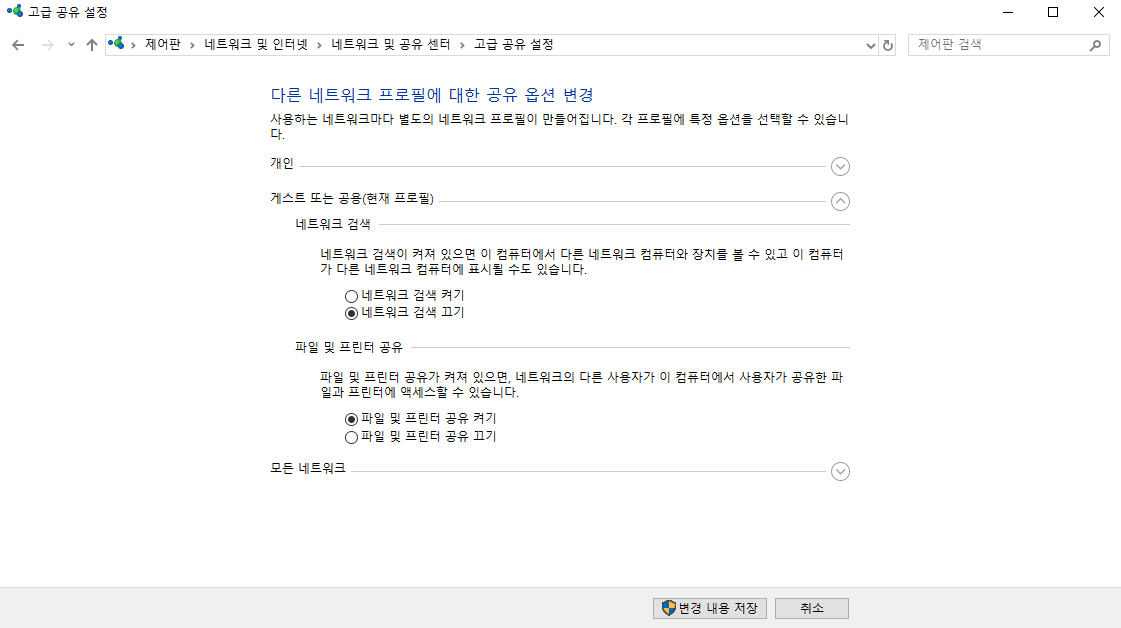 고급 공유 설정
제어판 > 네트워크 및 인터넷 > 네트워크 및 공유 센터 > 고급 공유 설정
제어판 검색
다른 네트워크 프로필에 대한 공유 옵션 변경
사용하는 네트워크마다 별도의 네트워크 프로필이 만들어집니다. 각 프로필에 특정 옵션을 선택할 수 있습니
다.
개인
게스트 또는 공용(현재 프로필)
네트워크 검색
네트워크 검색이 켜져 있으면 이 컴퓨터에서 다른 네트워크 컴퓨터와 장치를 볼 수 있고 이 컴퓨터
가 다른 네트워크 컴퓨터에 표시될 수도 있습니다.
네트워크 검색 켜기
네트워크 검색 끄기
파일 및 프린터 공유
파일 및 프린터 공유가 켜져 있으면, 네트워크의 다른 사용자가 이 컴퓨터에서 사용자가 공유한 파
일과 프린터에 액세스할 수 있습니다.
파일 및 프린터 공유 켜기
파일 및 프린터 공유 끄기
모든 네트워크
변경 내용 저장
취소